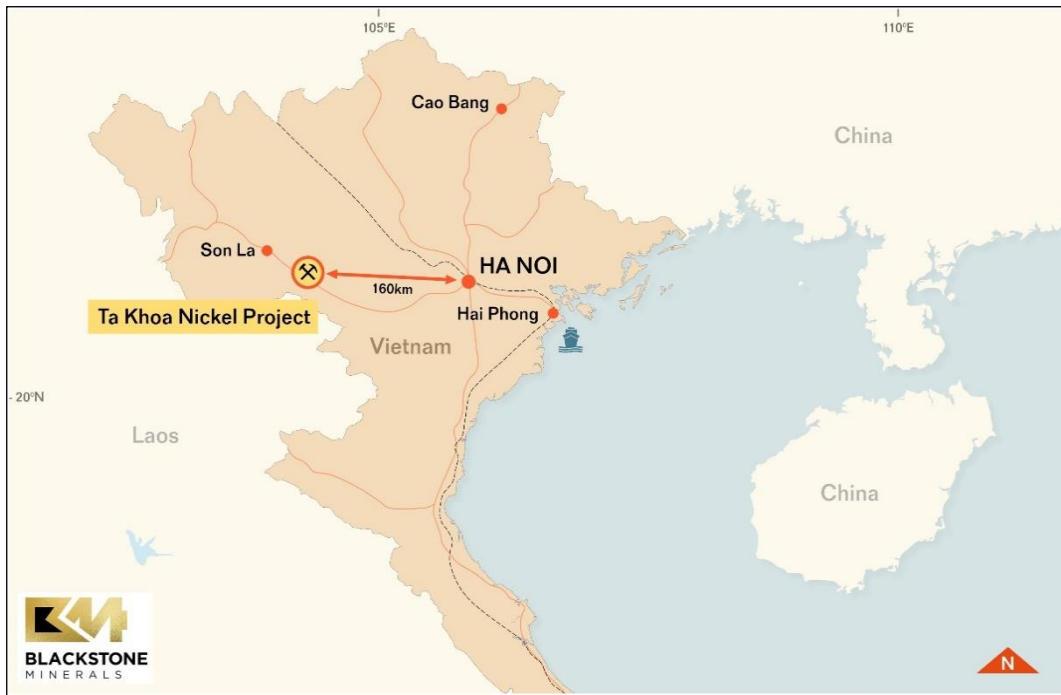 105°E
110°E
Cao Bang
China
Son La
HA NOI
160km
Ta Khoa Nickel Project
Hai Phong
Vietnam
- 20°N
Laos
China
BLACKSTONE
MINERALS
N